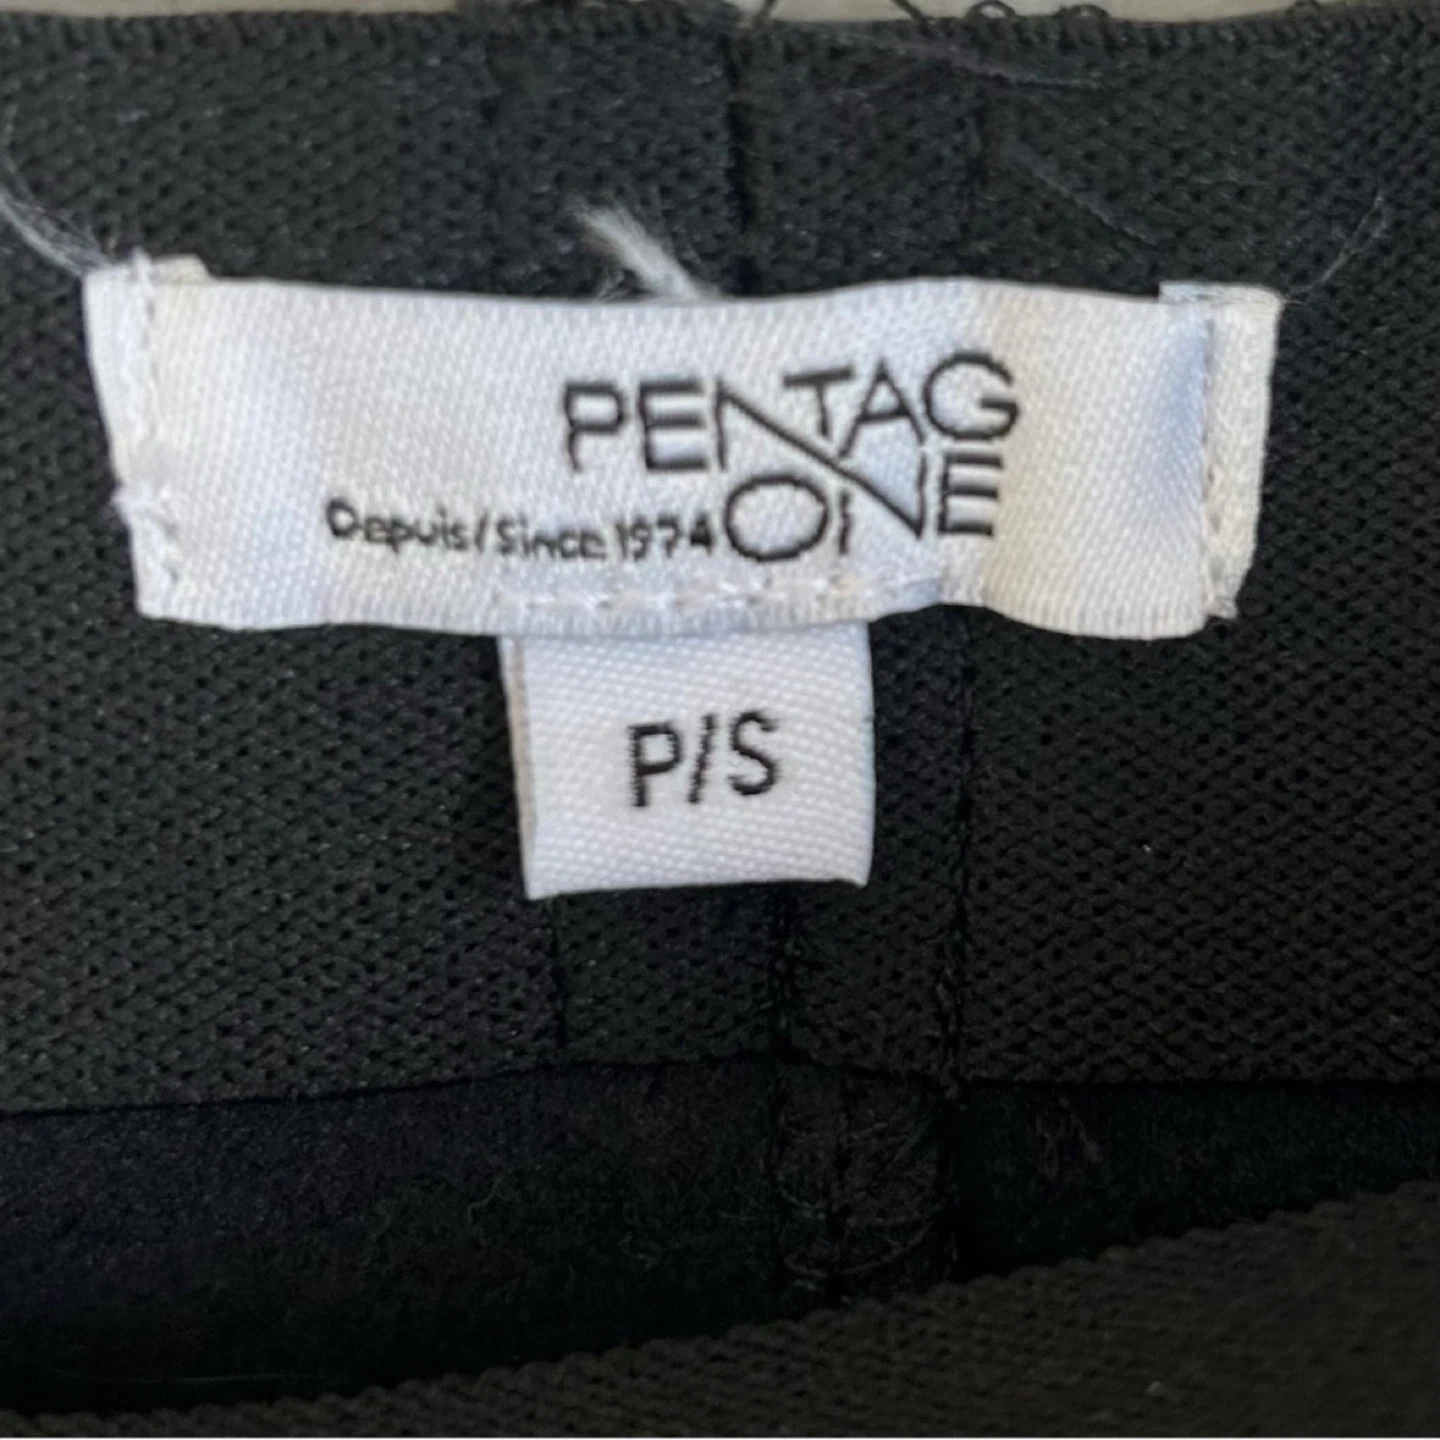 PENTAG
Depuis/Since 1974 ONE
P/S